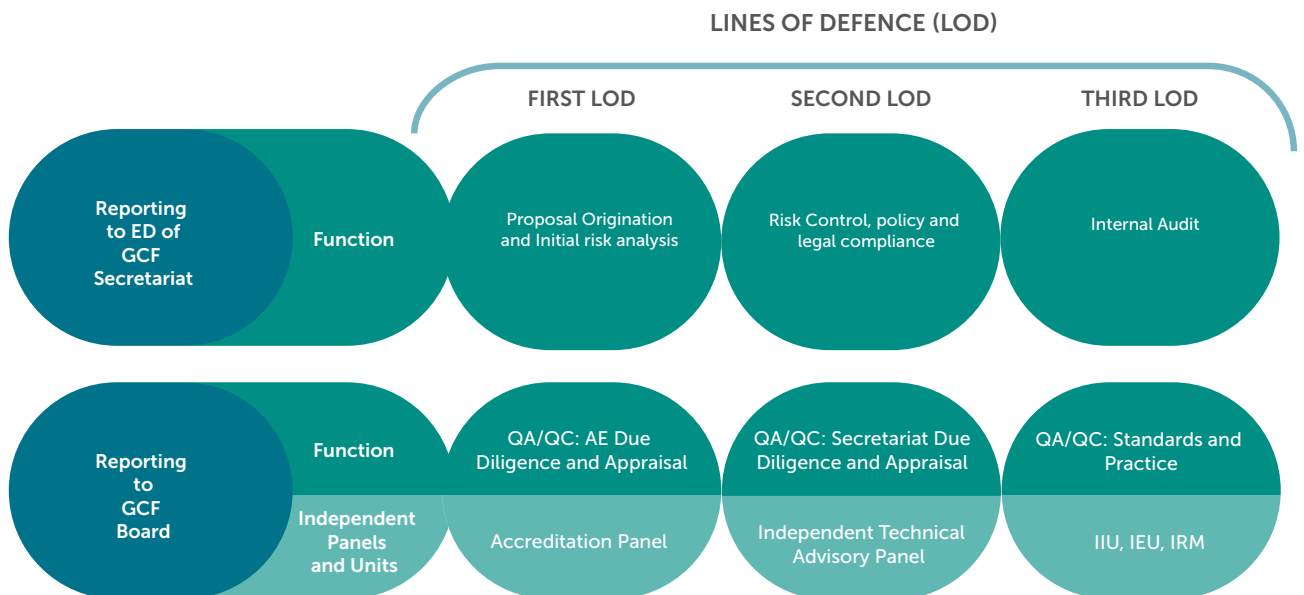 LINES OF DEFENCE (LOD)
FIRST LOD
SECOND LOD
THIRD LOD
Reporting
to ED of
GCF
Secretariat
Function
Proposal Origination
and Initial risk analysis
Risk Control, policy and
legal compliance
Internal Audit
Reporting
to
GCF
Board
Function
QA/QC: AE Due
Diligence and Appraisal
QA/QC: Secretariat Due
Diligence and Appraisal
QA/QC: Standards and
Practice
Independent
Panels
and Units
Accreditation Panel
Independent Technical
Advisory Panel
IIU, IEU, IRM